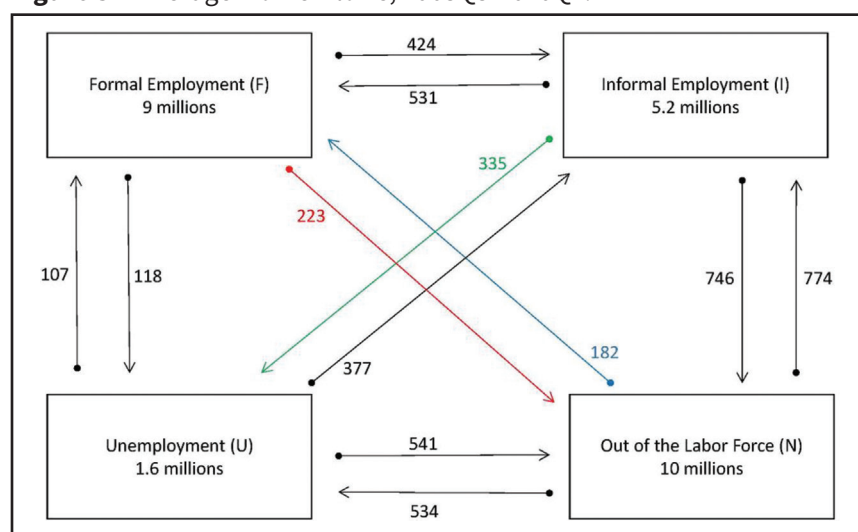 424
Formal Employment (F)
9 millions
Informal Employment (I)
5.2 millions
531
335
223
107
118
746
774
182
377
Unemployment (U)
1.6 millions
541
Out of the Labor Force (N)
10 millions
534